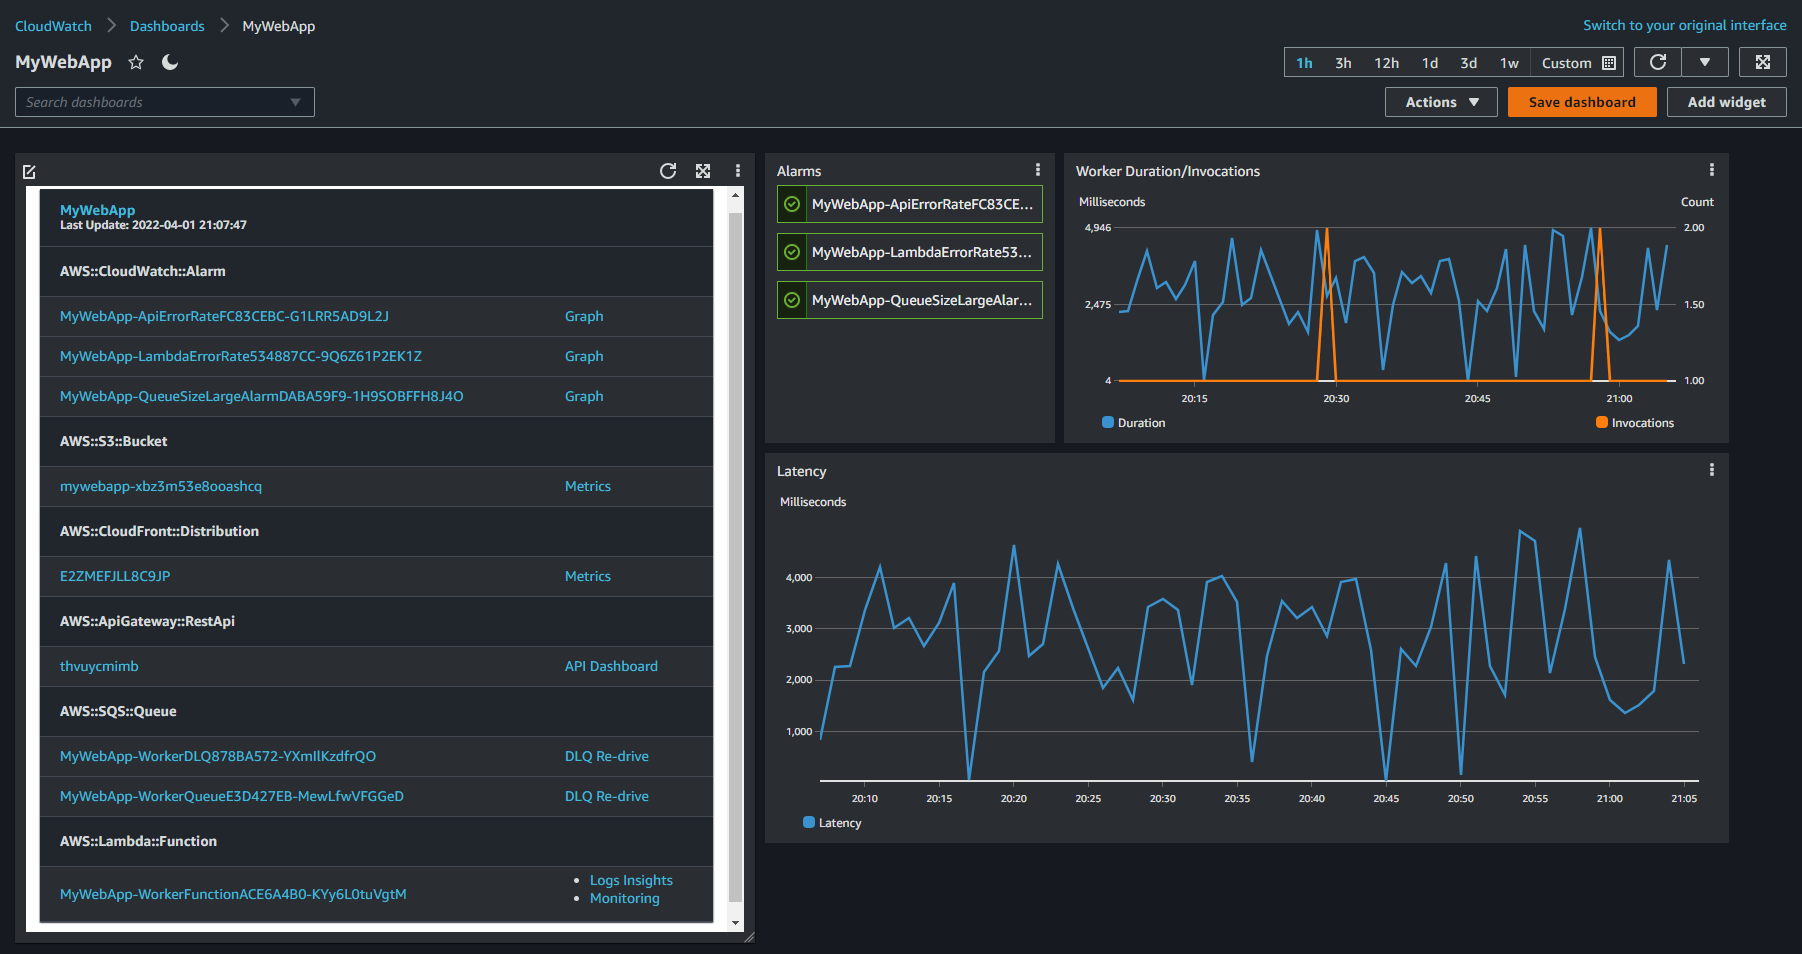 CloudWatch > Dashboards > MyWebApp
Switch to your original interface
MyWebApp
1h 3h 12h 1d 3d 1w Custom
Search dashboards
Actions Save dashboard Add widget
MyWebApp
Last Update: 2022-04-01 21:07:47
AWS::CloudWatch::Alarm
MyWebApp-ApiErrorRateFC83CEBC-G1LRR5AD9L2J Graph
MyWebApp-LambdaErrorRate534887CC-9Q6Z61P2EK1Z Graph
MyWebApp-QueueSizeLargeAlarmDABA59F9-1H9SOBFFH8J4O Graph
AWS::S3::Bucket
mywebapp-xbz3m53e8ooashcq Metrics
AWS::CloudFront::Distribution
E2ZMEFJLL8C9JP Metrics
AWS::ApiGateway::RestApi
thvuycmimb API Dashboard
AWS::SQS::Queue
MyWebApp-WorkerDLQ878BA572-YXmIlKzdfrQO DLQ Re-drive
MyWebApp-WorkerQueueE3D427EB-MewLfwVFGGeD DLQ Re-drive
AWS::Lambda::Function
MyWebApp-WorkerFunctionACE6A4B0-KYy6L0tuVgtM
• Logs Insights
• Monitoring
Alarms
MyWebApp-ApiErrorRateFC83CE...
MyWebApp-LambdaErrorRate53...
MyWebApp-QueueSizeLargeAlar...
Worker Duration/Invocations
Milliseconds Count
4,946 2.00
2,475 1.50
4 1.00
20:15 20:30 20:45 21:00
Duration Invocations
Latency
Milliseconds
4,000
3,000
2,000
1,000
20:10 20:15 20:20 20:25 20:30 20:35 20:40 20:45 20:50 20:55 21:00 21:05
Latency